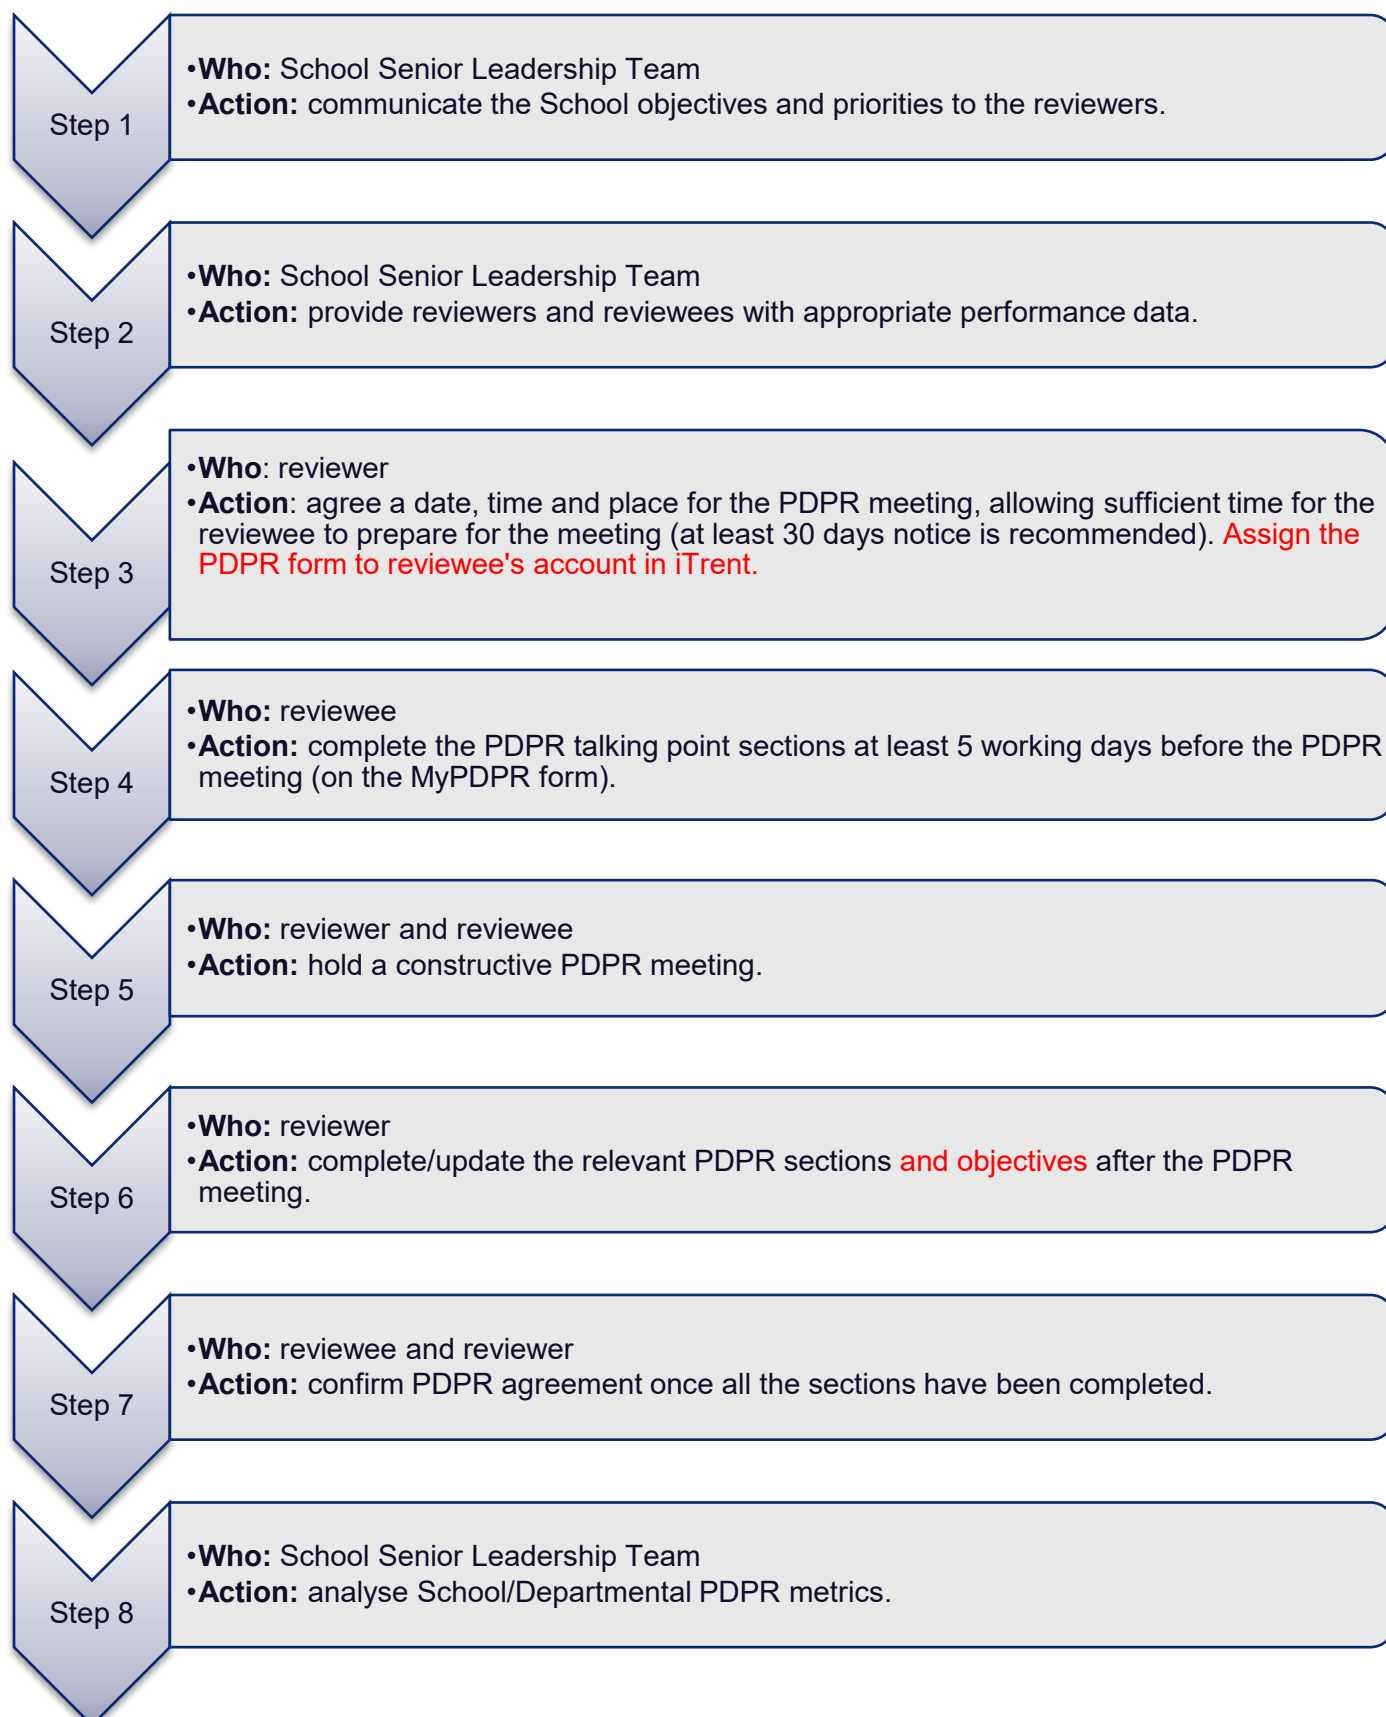 Step 1
•Who: School Senior Leadership Team
•Action: communicate the School objectives and priorities to the reviewers.
Step 2
•Who: School Senior Leadership Team
•Action: provide reviewers and reviewees with appropriate performance data.
Step 3
•Who: reviewer
•Action: agree a date, time and place for the PDPR meeting, allowing sufficient time for the
reviewee to prepare for the meeting (at least 30 days notice is recommended). Assign the
PDPR form to reviewee's account in iTrent.
Step 4
•Who: reviewee
•Action: complete the PDPR talking point sections at least 5 working days before the PDPR
meeting (on the MyPDPR form).
Step 5
•Who: reviewer and reviewee
•Action: hold a constructive PDPR meeting.
Step 6
•Who: reviewer
•Action: complete/update the relevant PDPR sections and objectives after the PDPR
meeting.
Step 7
•Who: reviewee and reviewer
•Action: confirm PDPR agreement once all the sections have been completed.
Step 8
•Who: School Senior Leadership Team
•Action: analyse School/Departmental PDPR metrics.